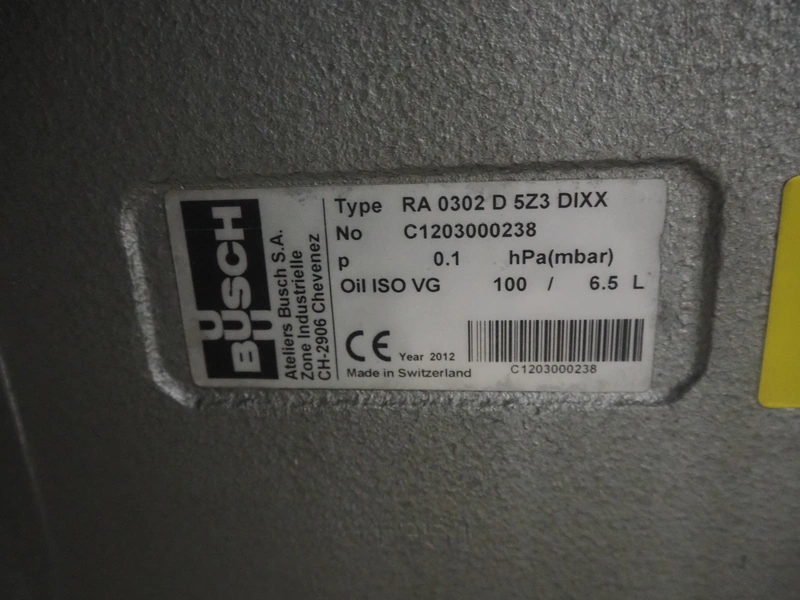 BUSCH
Ateliers Busch S.A.
Zone Industrielle
CH-2906 Chevenez
Type RA 0302 D 5Z3 DIXX
No C1203000238
p 0.1 hPa(mbar)
Oil ISO VG 100 / 6.5 L
CE Year 2012
Made in Switzerland
C1203000238